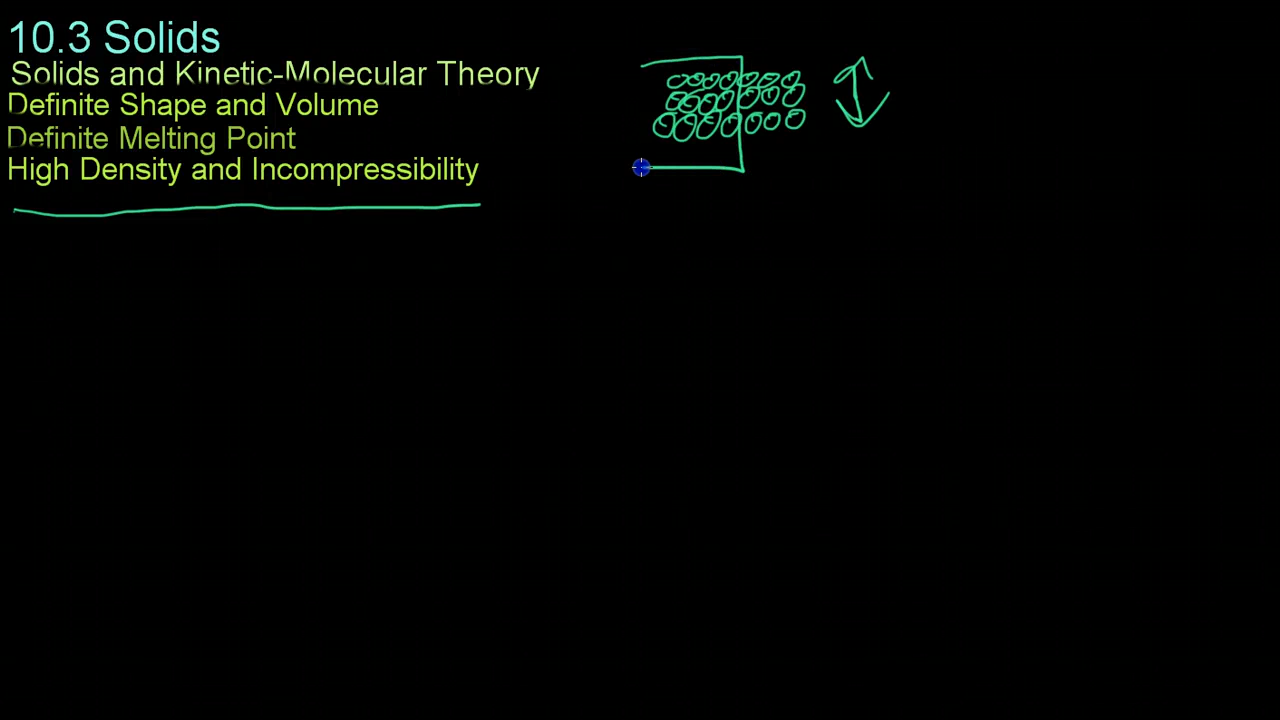 10.3 Solids
Solids and Kinetic-Molecular Theory
Definite Shape and Volume
Definite Melting Point
High Density and Incompressibility